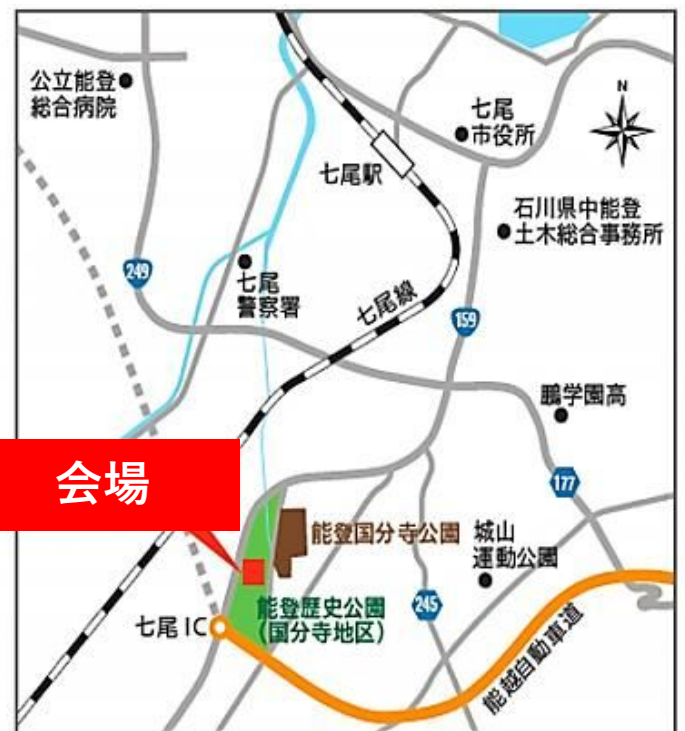 公立能登
総合病院
七尾
市役所
N
七尾駅
石川県中能登
土木総合事務所
249
七尾
警察署
七尾線
159
鵬学園高
会場
177
能登国分寺公園
城山
運動公園
能登歴史公園
(国分寺地区)
245
七尾IC
能越自動車道